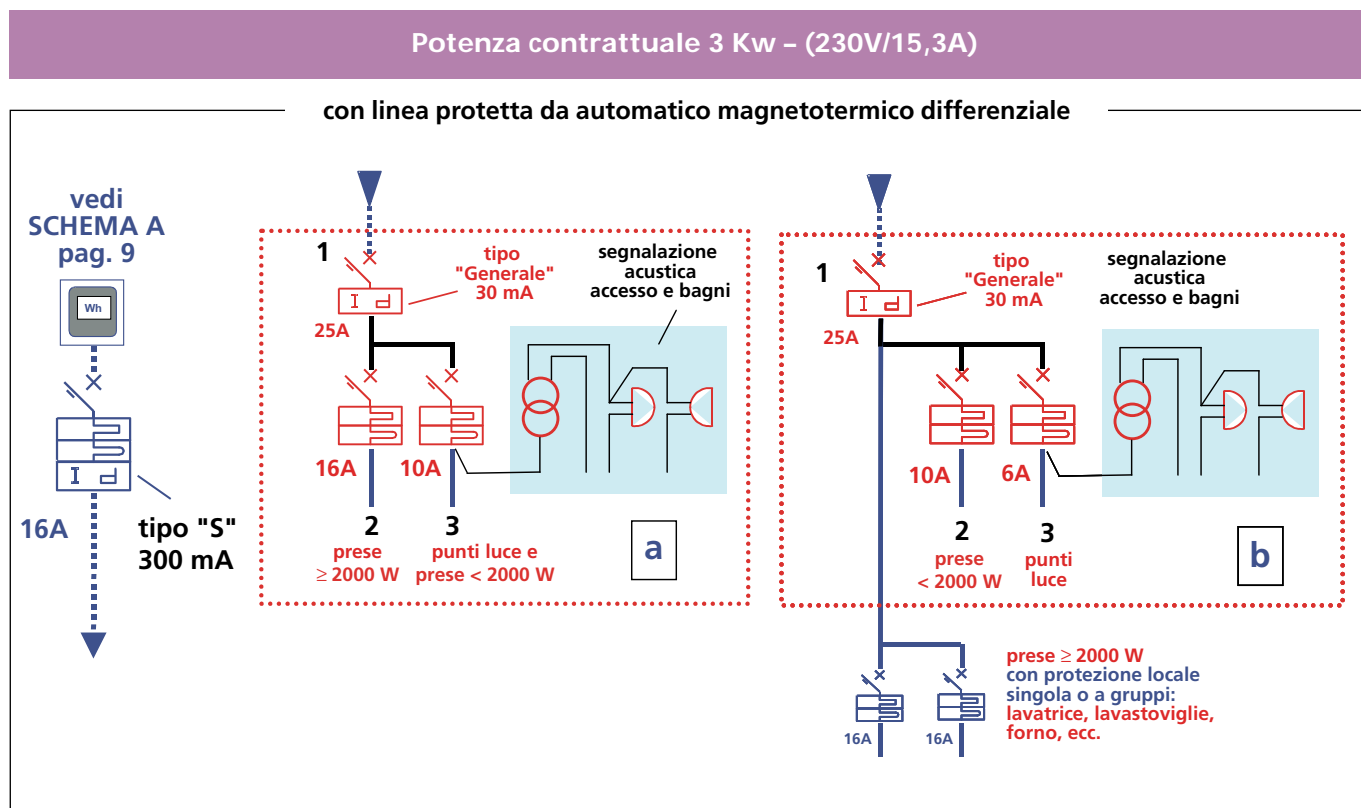 Potenza contrattuale 3 Kw – (230V/15,3A)
con linea protetta da automatico magnetotermico differenziale
vedi
SCHEMA A
pag. 9
Wh
16A
tipo "S"
300 mA
1
tipo
"Generale"
30 mA
segnalazione
acustica
accesso e bagni
I d
25A
16A
10A
2
3
prese
≥ 2000 W
punti luce e
prese < 2000 W
a
1
tipo
"Generale"
30 mA
segnalazione
acustica
accesso e bagni
I d
25A
10A
6A
2
3
prese
< 2000 W
punti
luce
b
prese ≥ 2000 W
con protezione locale
singola o a gruppi:
lavatrice, lavastoviglie,
forno, ecc.
16A
16A